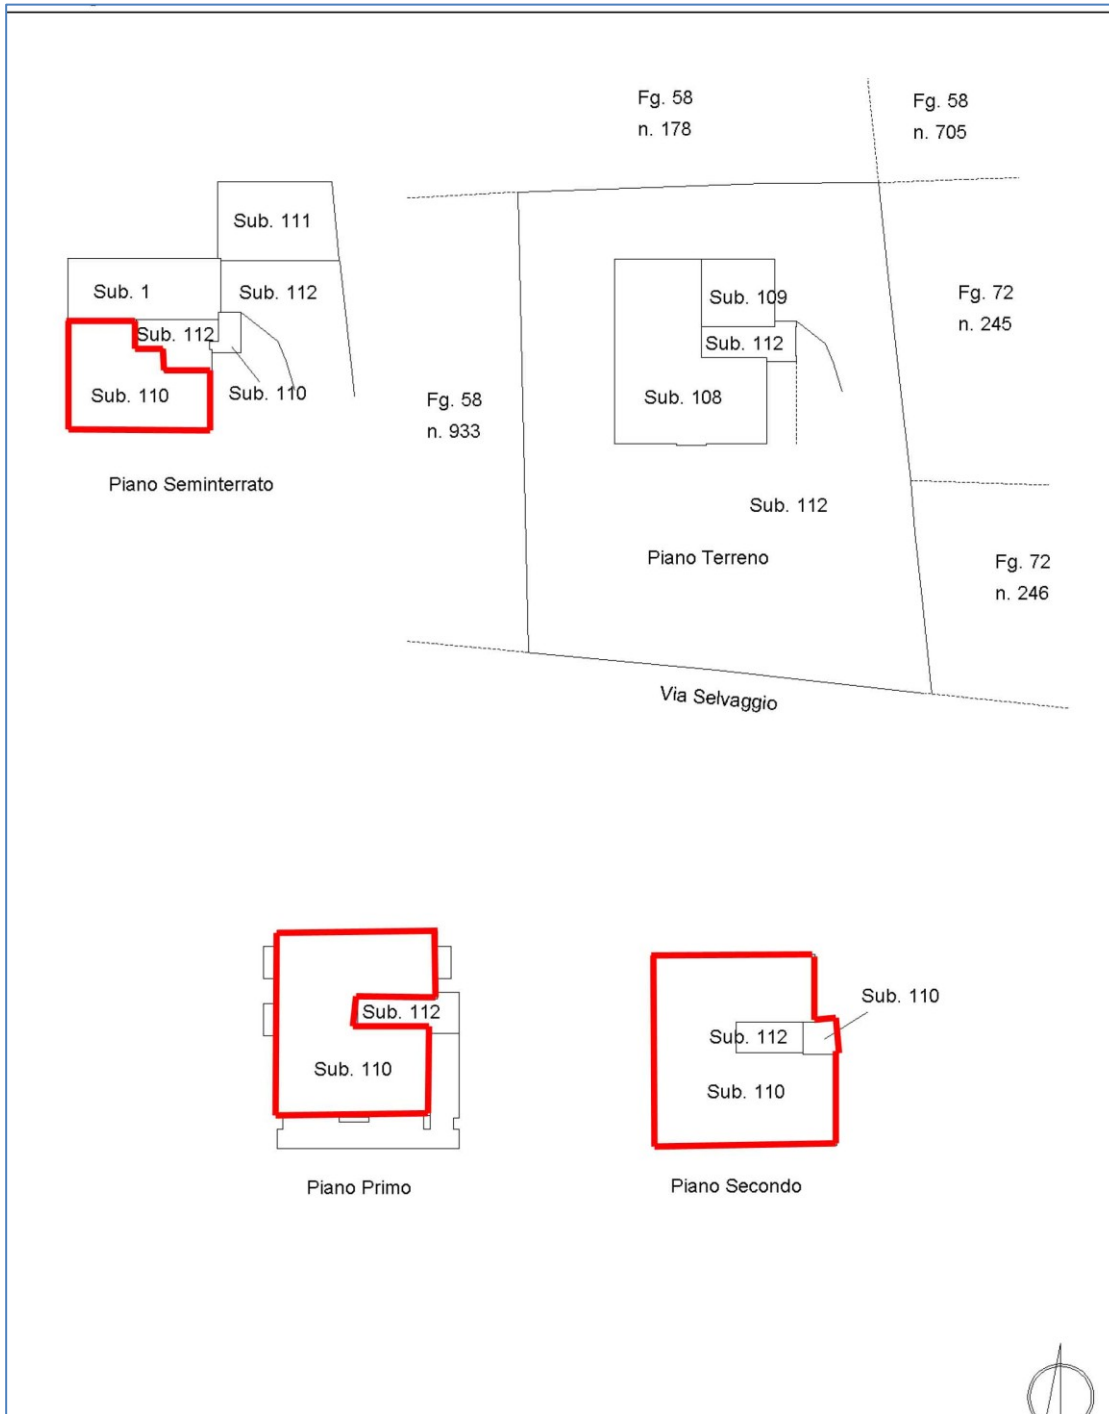 Fg. 58
n. 178
Fg. 58
n. 705
Sub. 111
Sub. 1
Sub. 112
Sub. 112
Sub. 110
Sub. 110
Piano Seminterrato
Fg. 58
n. 933
Sub. 109
Sub. 112
Sub. 108
Fg. 72
n. 245
Sub. 112
Piano Terreno
Fg. 72
n. 246
Via Selvaggio
Sub. 112
Sub. 110
Piano Primo
Sub. 110
Sub. 112
Sub. 110
Piano Secondo